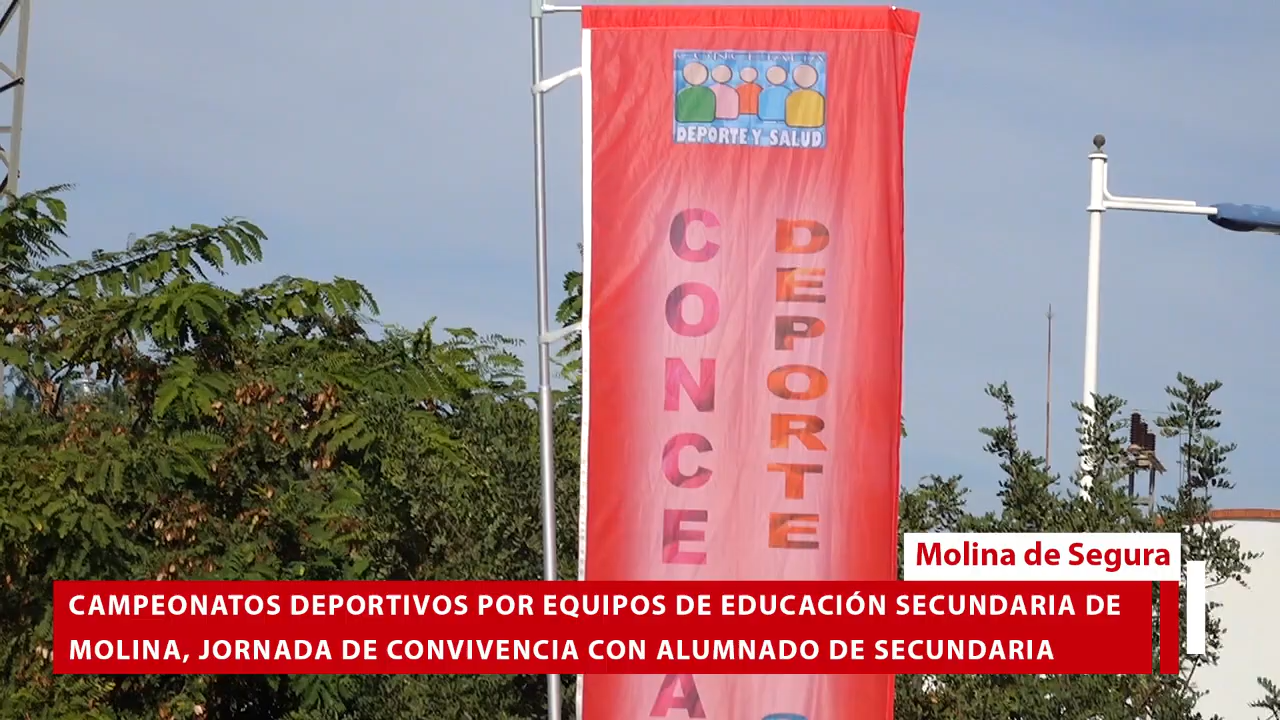 DEPORTE Y SALUD
CONCE
A
DEPORTE
Molina de Segura
CAMPEONATOS DEPORTIVOS POR EQUIPOS DE EDUCACIÓN SECUNDARIA DE
MOLINA, JORNADA DE CONVIVENCIA CON ALUMNADO DE SECUNDARIA